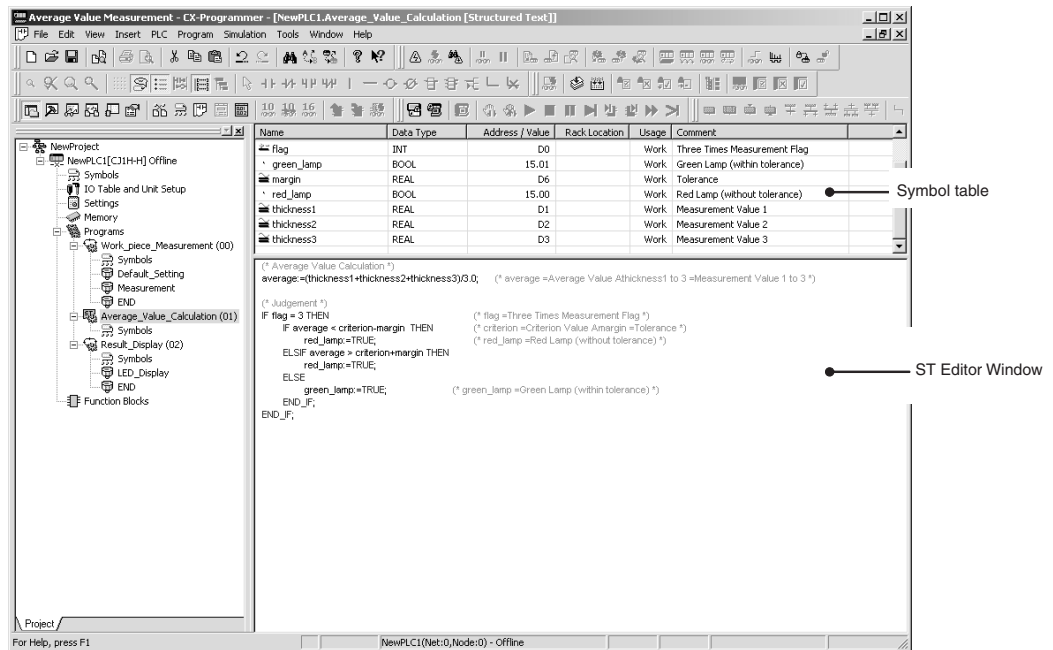 Average Value Measurement - CX-Programmer - [NewPLC1.Average_Value_Calculation [Structured Text]]
File Edit View Insert PLC Program Simulation Tools Window Help
NewProject
NewPLC1[CJ1H-H] Offline
Symbols
IO Table and Unit Setup
Settings
Memory
Programs
Work_piece_Measurement (00)
Symbols
Default_Setting
Measurement
END
Average_Value_Calculation (01)
Symbols
Result_Display (02)
Symbols
LED_Display
END
Function Blocks
Project
Name Data Type Address / Value Rack Location Usage Comment
flag INT D0 Work Three Times Measurement Flag
green_lamp BOOL 15.01 Work Green Lamp (within tolerance)
margin REAL D6 Work Tolerance
red_lamp BOOL 15.00 Work Red Lamp (without tolerance)
thickness1 REAL D1 Work Measurement Value 1
thickness2 REAL D2 Work Measurement Value 2
thickness3 REAL D3 Work Measurement Value 3
Symbol table
(* Average Value Calculation *)
average:=(thickness1+thickness2+thickness3)/3.0; (* average =Average Value Athickness1 to 3 =Measurement Value 1 to 3 *)
(* Judgement *)
IF flag = 3 THEN (* flag =Three Times Measurement Flag *)
IF average < criterion-margin THEN (* criterion =Criterion Value Amargin =Tolerance *)
red_lamp:=TRUE; (* red_lamp =Red Lamp (without tolerance) *)
ELSIF average > criterion+margin THEN
red_lamp:=TRUE;
ELSE
green_lamp:=TRUE; (* green_lamp =Green Lamp (within tolerance) *)
END_IF;
END_IF;
ST Editor Window
For Help, press F1 NewPLC1(Net:0,Node:0) - Offline